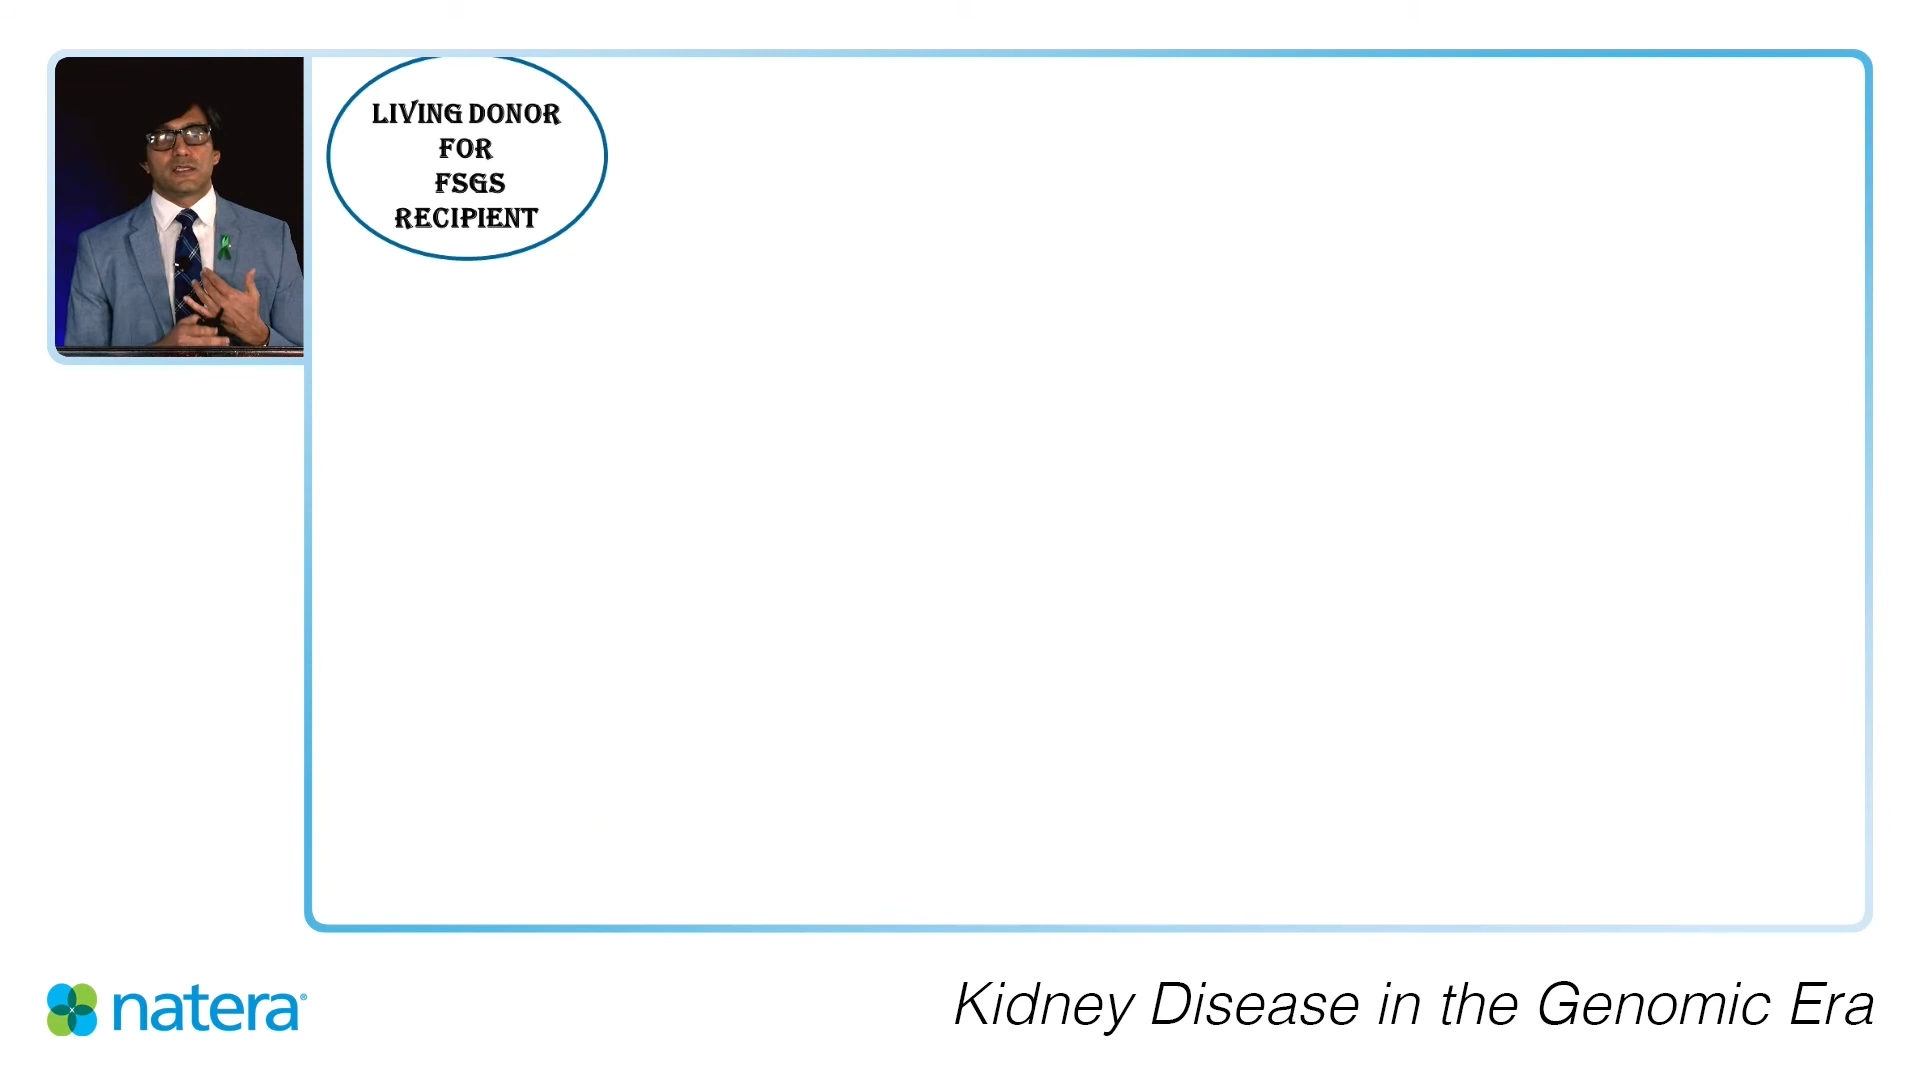 LIVING DONOR
FOR
FSGS
RECIPIENT
natera®
Kidney Disease in the Genomic Era